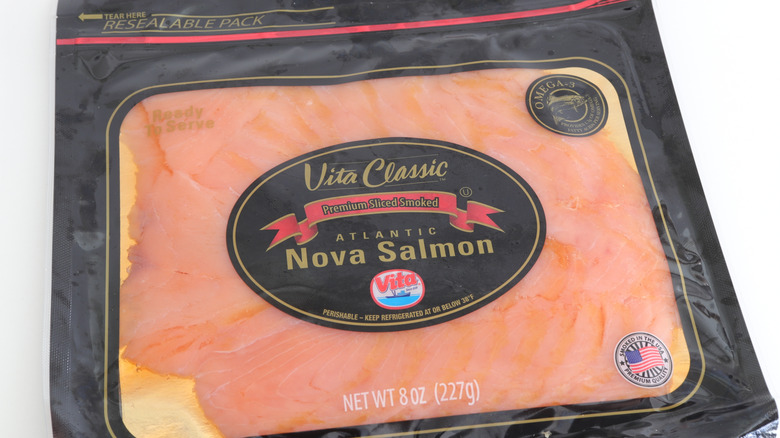 TEAR HERE
RESEALABLE PACK
Ready
To Serve
OMEGA-3
Vita Classic™
Premium Sliced Smoked
U
ATLANTIC
Nova Salmon
Vita
PERISHABLE ~ KEEP REFRIGERATED AT OR BELOW 38°F
SMOKED IN THE USA
PREMIUM QUALITY
NET WT 8 OZ (227g)